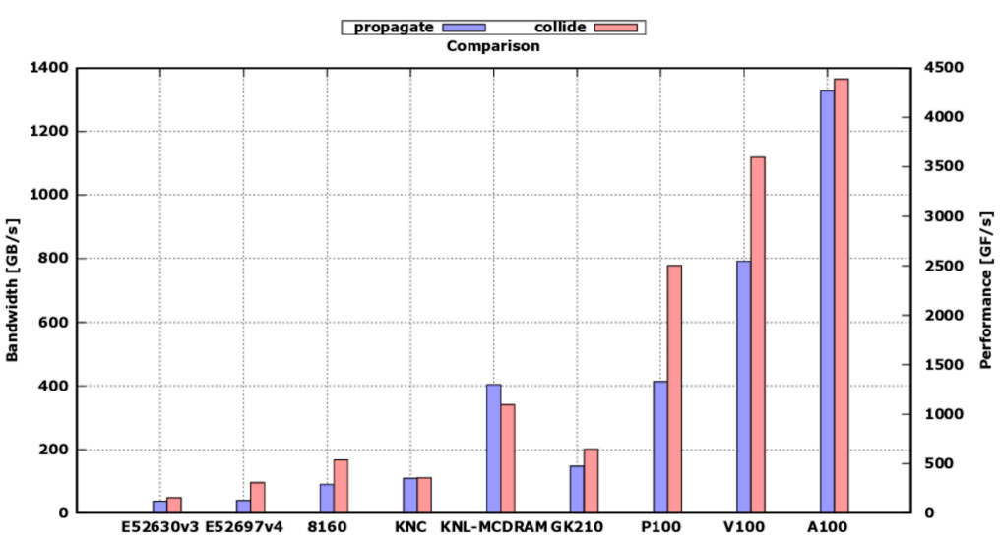 propagate collide
Comparison
1400 4500
1200 4000
1000 3500
800 3000
600 2500
400 2000
200 1500
0 1000
500
0
Bandwidth [GB/s]
Performance [GF/s]
E52630v3 E52697v4 8160 KNC KNL-MCDRAM GK210 P100 V100 A100